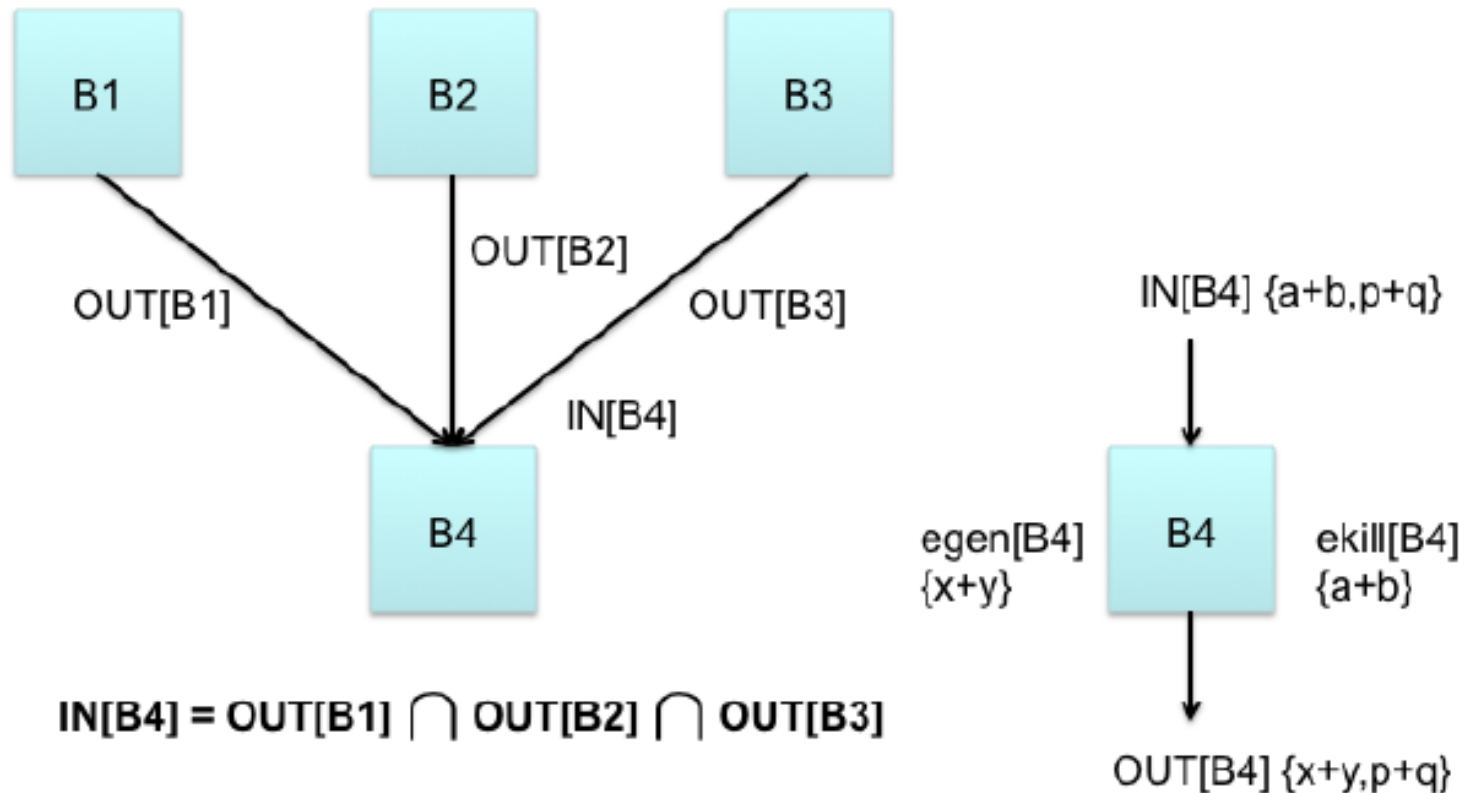 B1
B2
B3
OUT[B2]
OUT[B1]
OUT[B3]
IN[B4]
B4
IN[B4] = OUT[B1] ⋂ OUT[B2] ⋂ OUT[B3]
IN[B4] {a+b,p+q}
egen[B4]
{x+y}
B4
ekill[B4]
{a+b}
OUT[B4] {x+y,p+q}